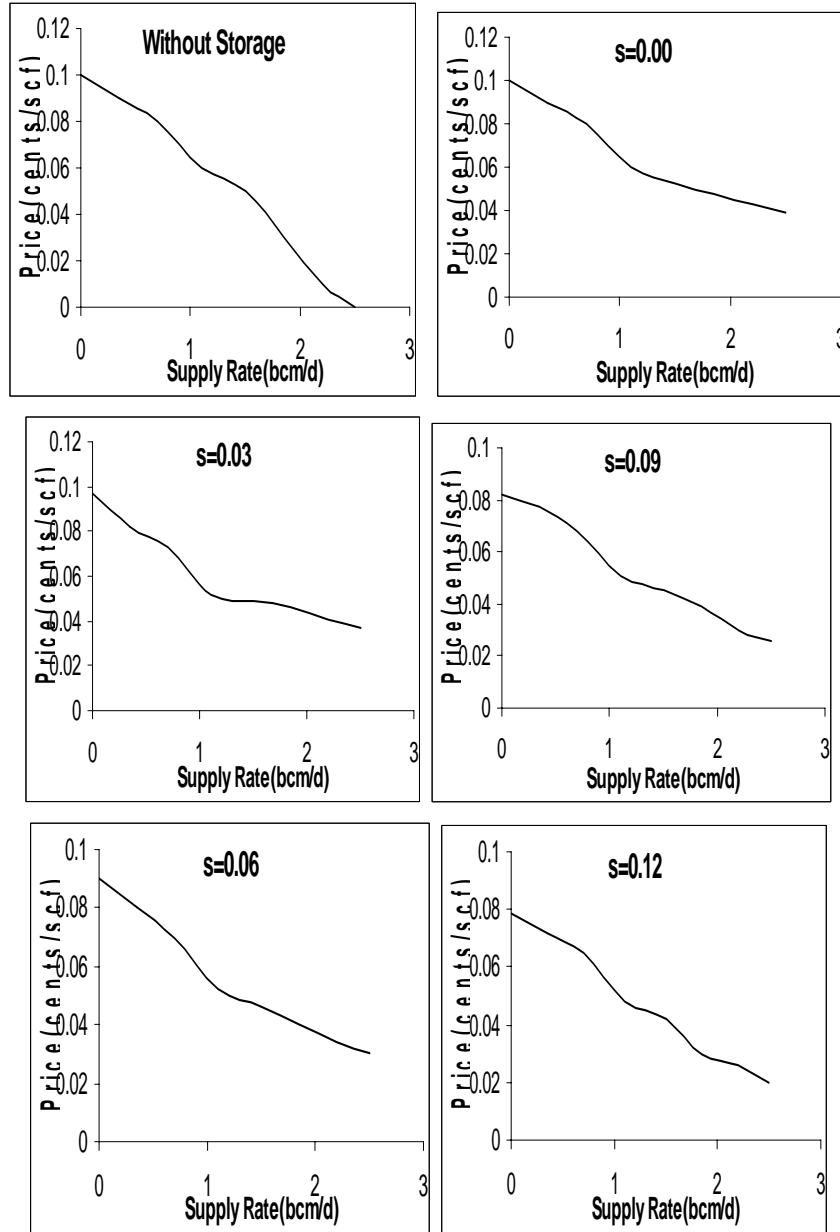 Without Storage
Price(cents/scf)
0.12
0.1
0.08
0.06
0.04
0.02
0
0 1 2 3
Supply Rate(bcm/d)
s=0.00
Price(cents/scf)
0.12
0.1
0.08
0.06
0.04
0.02
0
0 1 2 3
Supply Rate(bcm/d)
s=0.03
Price(cents/scf)
0.12
0.1
0.08
0.06
0.04
0.02
0
0 1 2 3
Supply Rate(bcm/d)
s=0.09
Price(cents/scf)
0.1
0.08
0.06
0.04
0.02
0
0 1 2 3
Supply Rate(bcm/d)
s=0.06
Price(cents/scf)
0.1
0.08
0.06
0.04
0.02
0
0 1 2 3
Supply Rate(bcm/d)
s=0.12
Price(cents/scf)
0.1
0.08
0.06
0.04
0.02
0
0 1 2 3
Supply Rate(bcm/d)